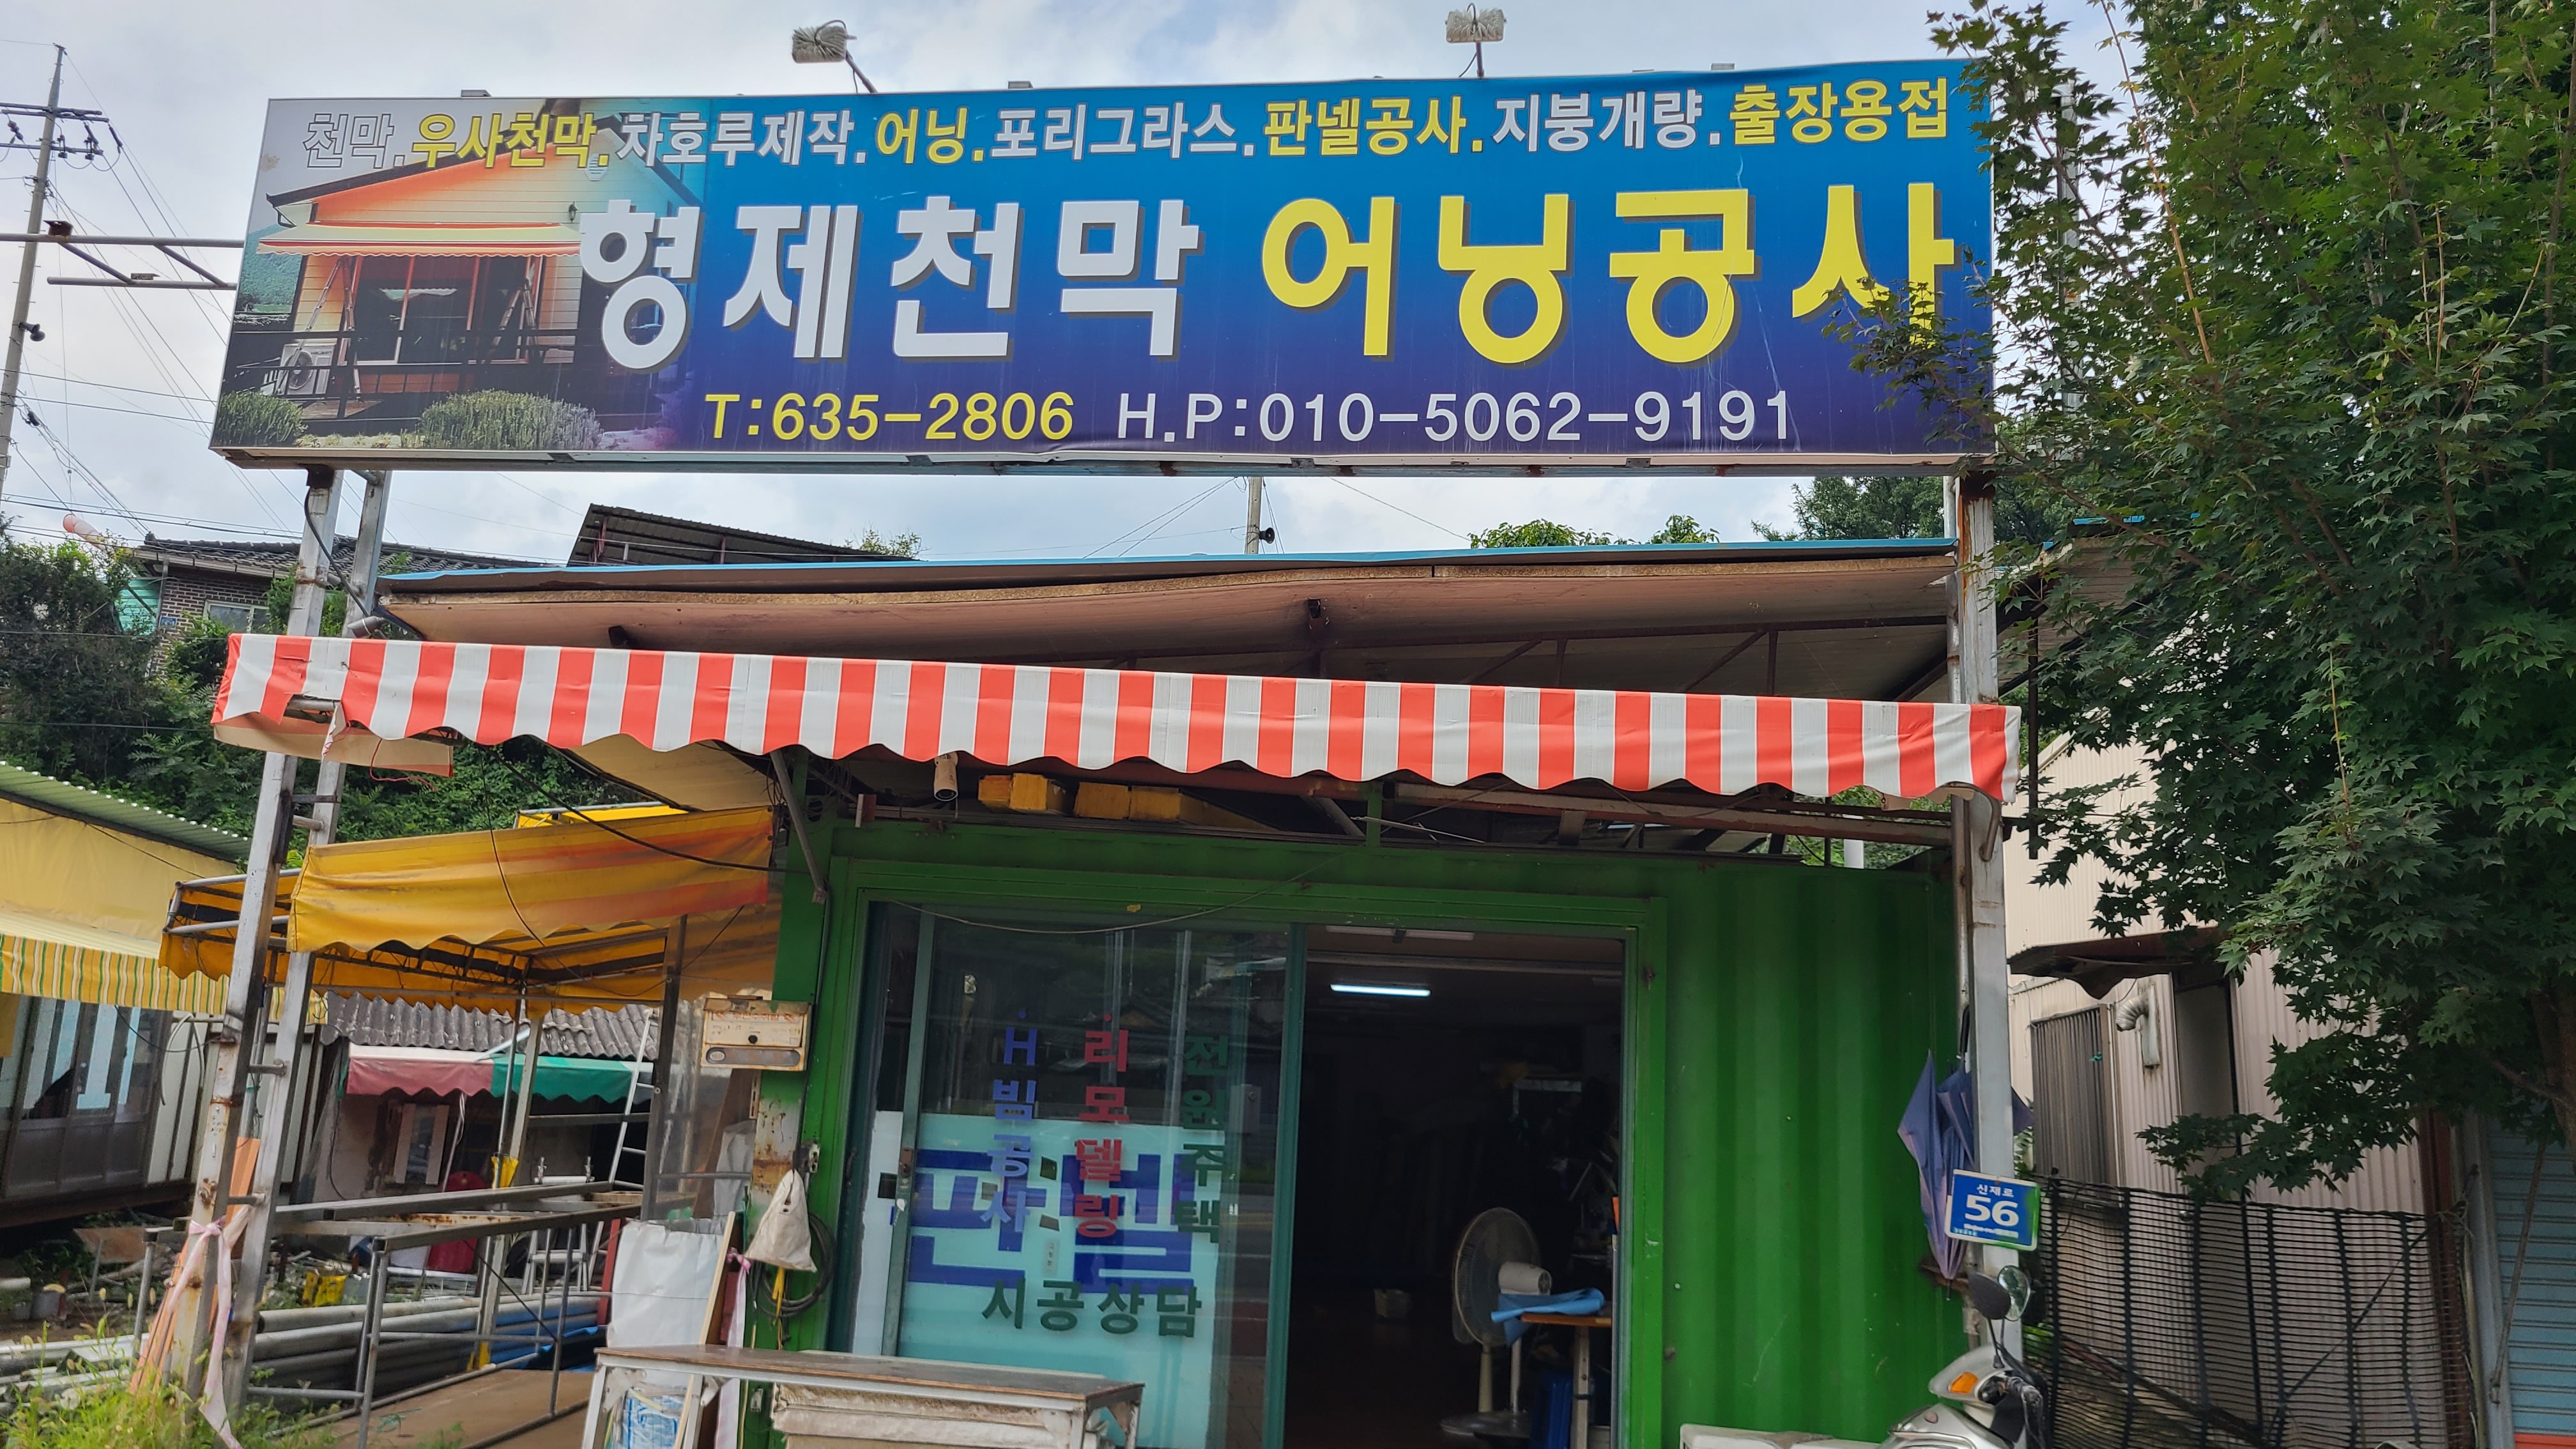 천막.우사천막.차호루제작.어닝.포리그라스.판넬공사.지붕개량.출장용접
형제천막 어닝공사
T:635-2806 H.P:010-5062-9191
H빔공사
리모델링
전원주택
판넬
시공상담
신재로
56